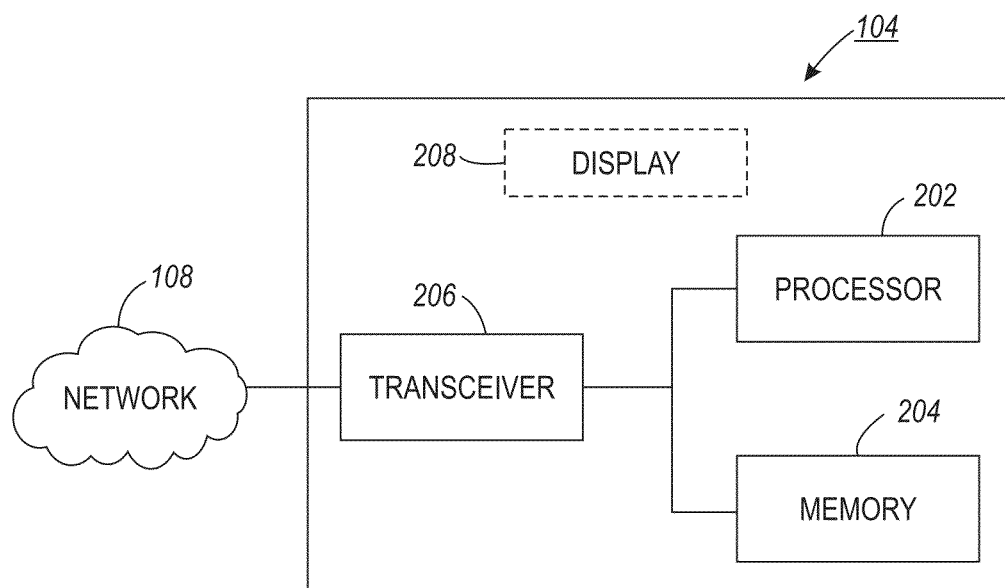 104
208
DISPLAY
202
PROCESSOR
108
NETWORK
206
TRANSCEIVER
204
MEMORY